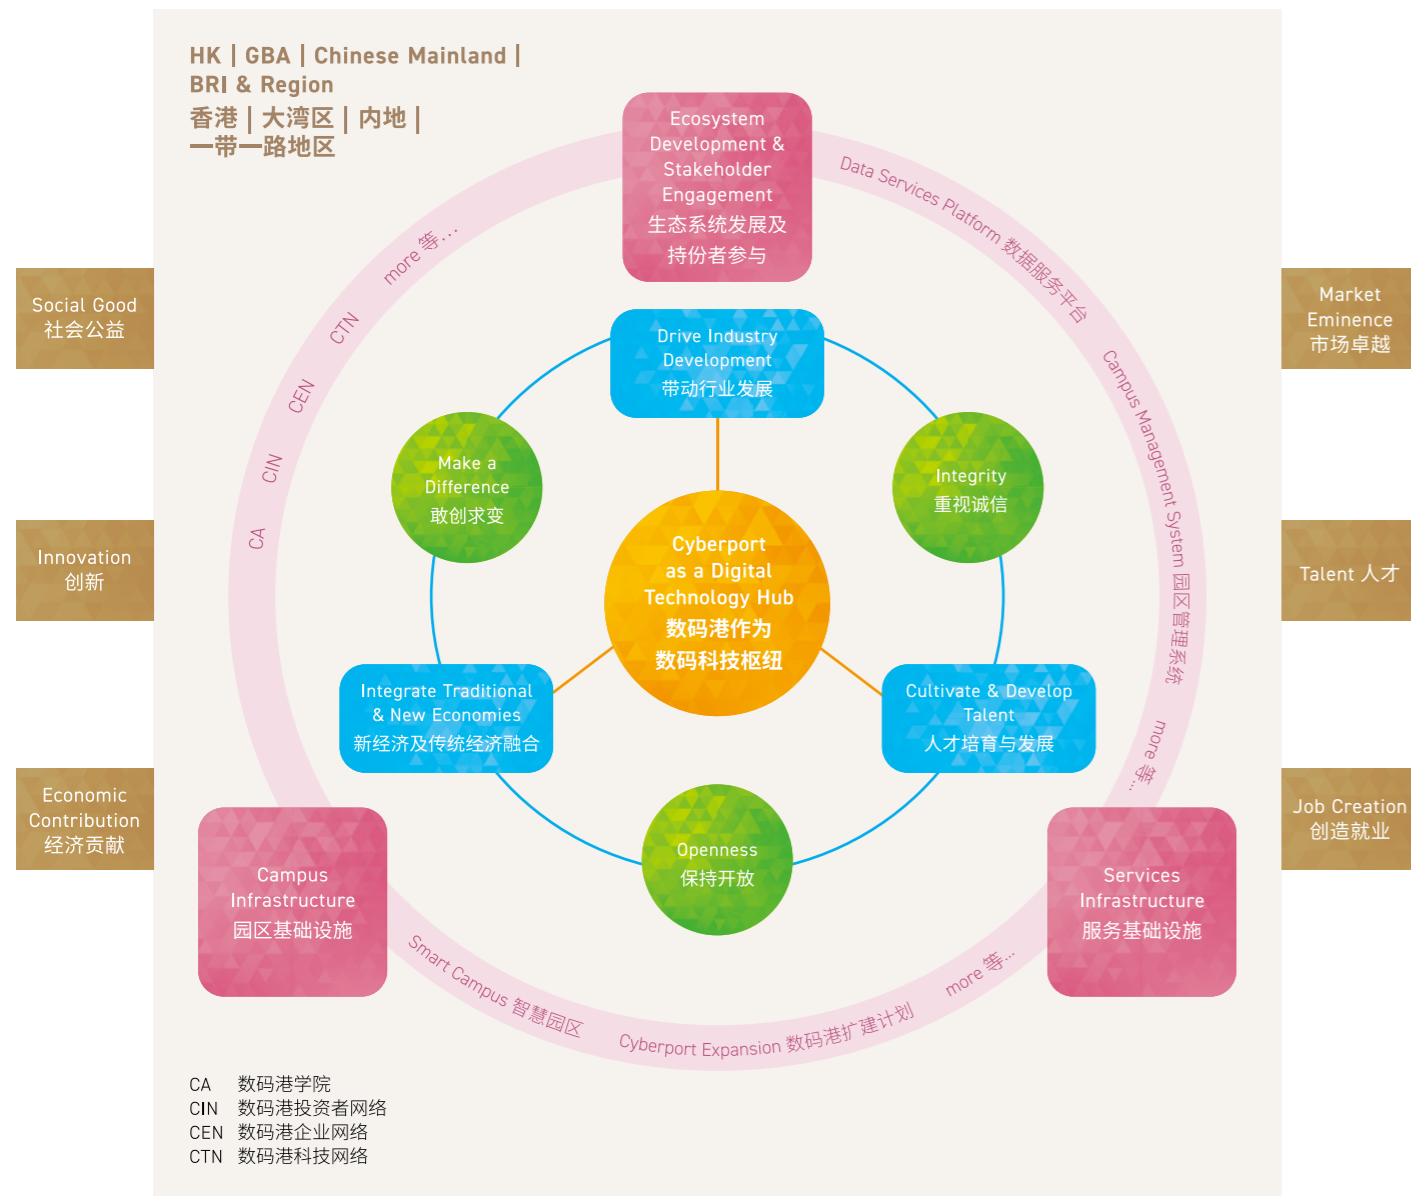 HK | GBA | Chinese Mainland |
BRI & Region
香港 | 大湾区 | 内地 |
一带一路地区
Ecosystem
Development &
Stakeholder
Engagement
生态系统发展及
持份者参与
Data Services Platform 数据服务平台
Campus Management System 园区管理系统
more 等...
CA
CIN
CEN
CTN
more 等...
Social Good
社会公益
Innovation
创新
Economic
Contribution
经济贡献
Market
Eminence
市场卓越
Talent 人才
Job Creation
创造就业
Drive Industry
Development
带动行业发展
Make a
Difference
敢创求变
Integrity
重视诚信
Cyberport
as a Digital
Technology Hub
数码港作为
数码科技枢纽
Integrate Traditional
& New Economies
新经济及传统经济融合
Cultivate & Develop
Talent
人才培育与发展
Openness
保持开放
Campus
Infrastructure
园区基础设施
Services
Infrastructure
服务基础设施
Smart Campus 智慧园区
Cyberport Expansion 数码港扩建计划
more 等...
CA 数码港学院
CIN 数码港投资者网络
CEN 数码港企业网络
CTN 数码港科技网络